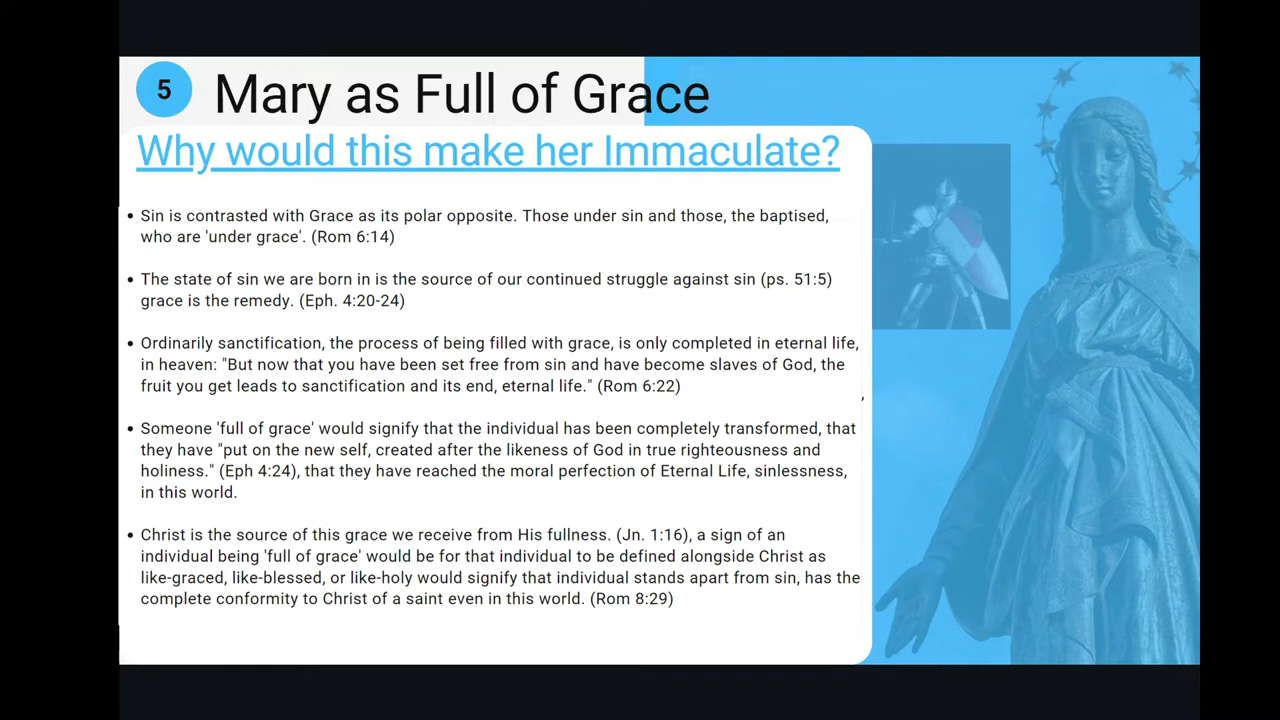 5
Mary as Full of Grace
Why would this make her Immaculate?
• Sin is contrasted with Grace as its polar opposite. Those under sin and those, the baptised,
who are 'under grace'. (Rom 6:14)
• The state of sin we are born in is the source of our continued struggle against sin (ps. 51:5)
grace is the remedy. (Eph. 4:20-24)
• Ordinarily sanctification, the process of being filled with grace, is only completed in eternal life,
in heaven: "But now that you have been set free from sin and have become slaves of God, the
fruit you get leads to sanctification and its end, eternal life." (Rom 6:22)
,
• Someone 'full of grace' would signify that the individual has been completely transformed, that
they have "put on the new self, created after the likeness of God in true righteousness and
holiness." (Eph 4:24), that they have reached the moral perfection of Eternal Life, sinlessness,
in this world.
• Christ is the source of this grace we receive from His fullness. (Jn. 1:16), a sign of an
individual being 'full of grace' would be for that individual to be defined alongside Christ as
like-graced, like-blessed, or like-holy would signify that individual stands apart from sin, has the
complete conformity to Christ of a saint even in this world. (Rom 8:29)